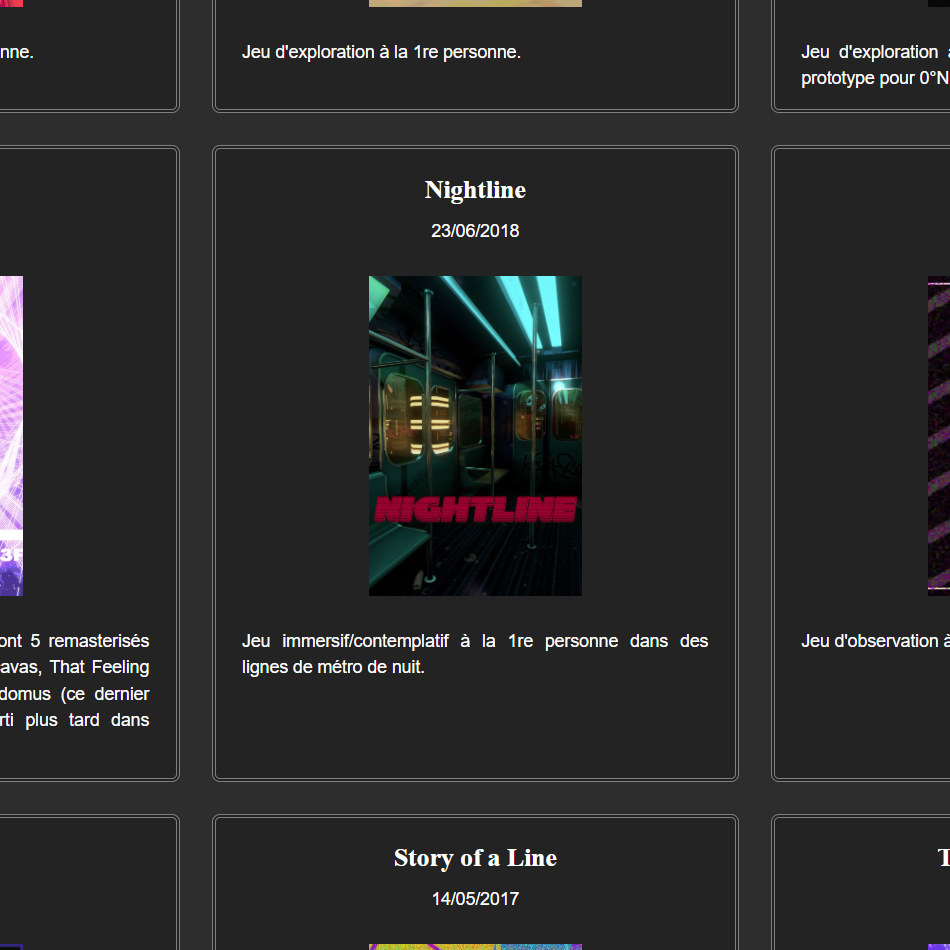 nne.
Jeu d'exploration à la 1re personne.
Jeu d'exploration
prototype pour 0°N
Nightline
23/06/2018
NIGHTLINE
3F
ont 5 remasterisés
avas, That Feeling
domus (ce dernier
rti plus tard dans
Jeu immersif/contemplatif à la 1re personne dans des
lignes de métro de nuit.
Jeu d'observation à
Story of a Line
14/05/2017
T